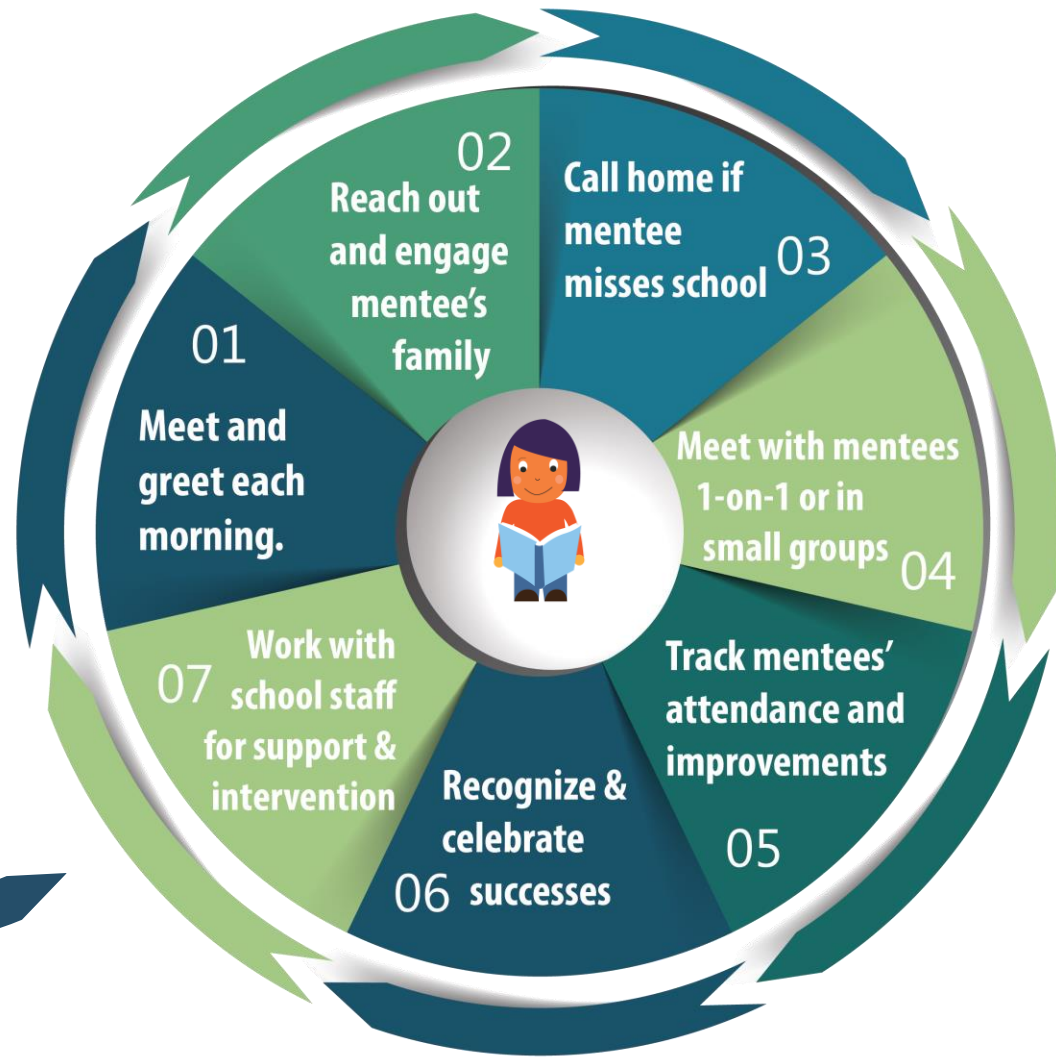 01
Meet and
greet each
morning.
02
Reach out
and engage
mentee’s
family
Call home if
mentee
misses school
03
Meet with mentees
1-on-1 or in
small groups
04
Track mentees’
attendance and
improvements
05
Recognize &
celebrate
successes
06
Work with
07
school staff
for support &
intervention